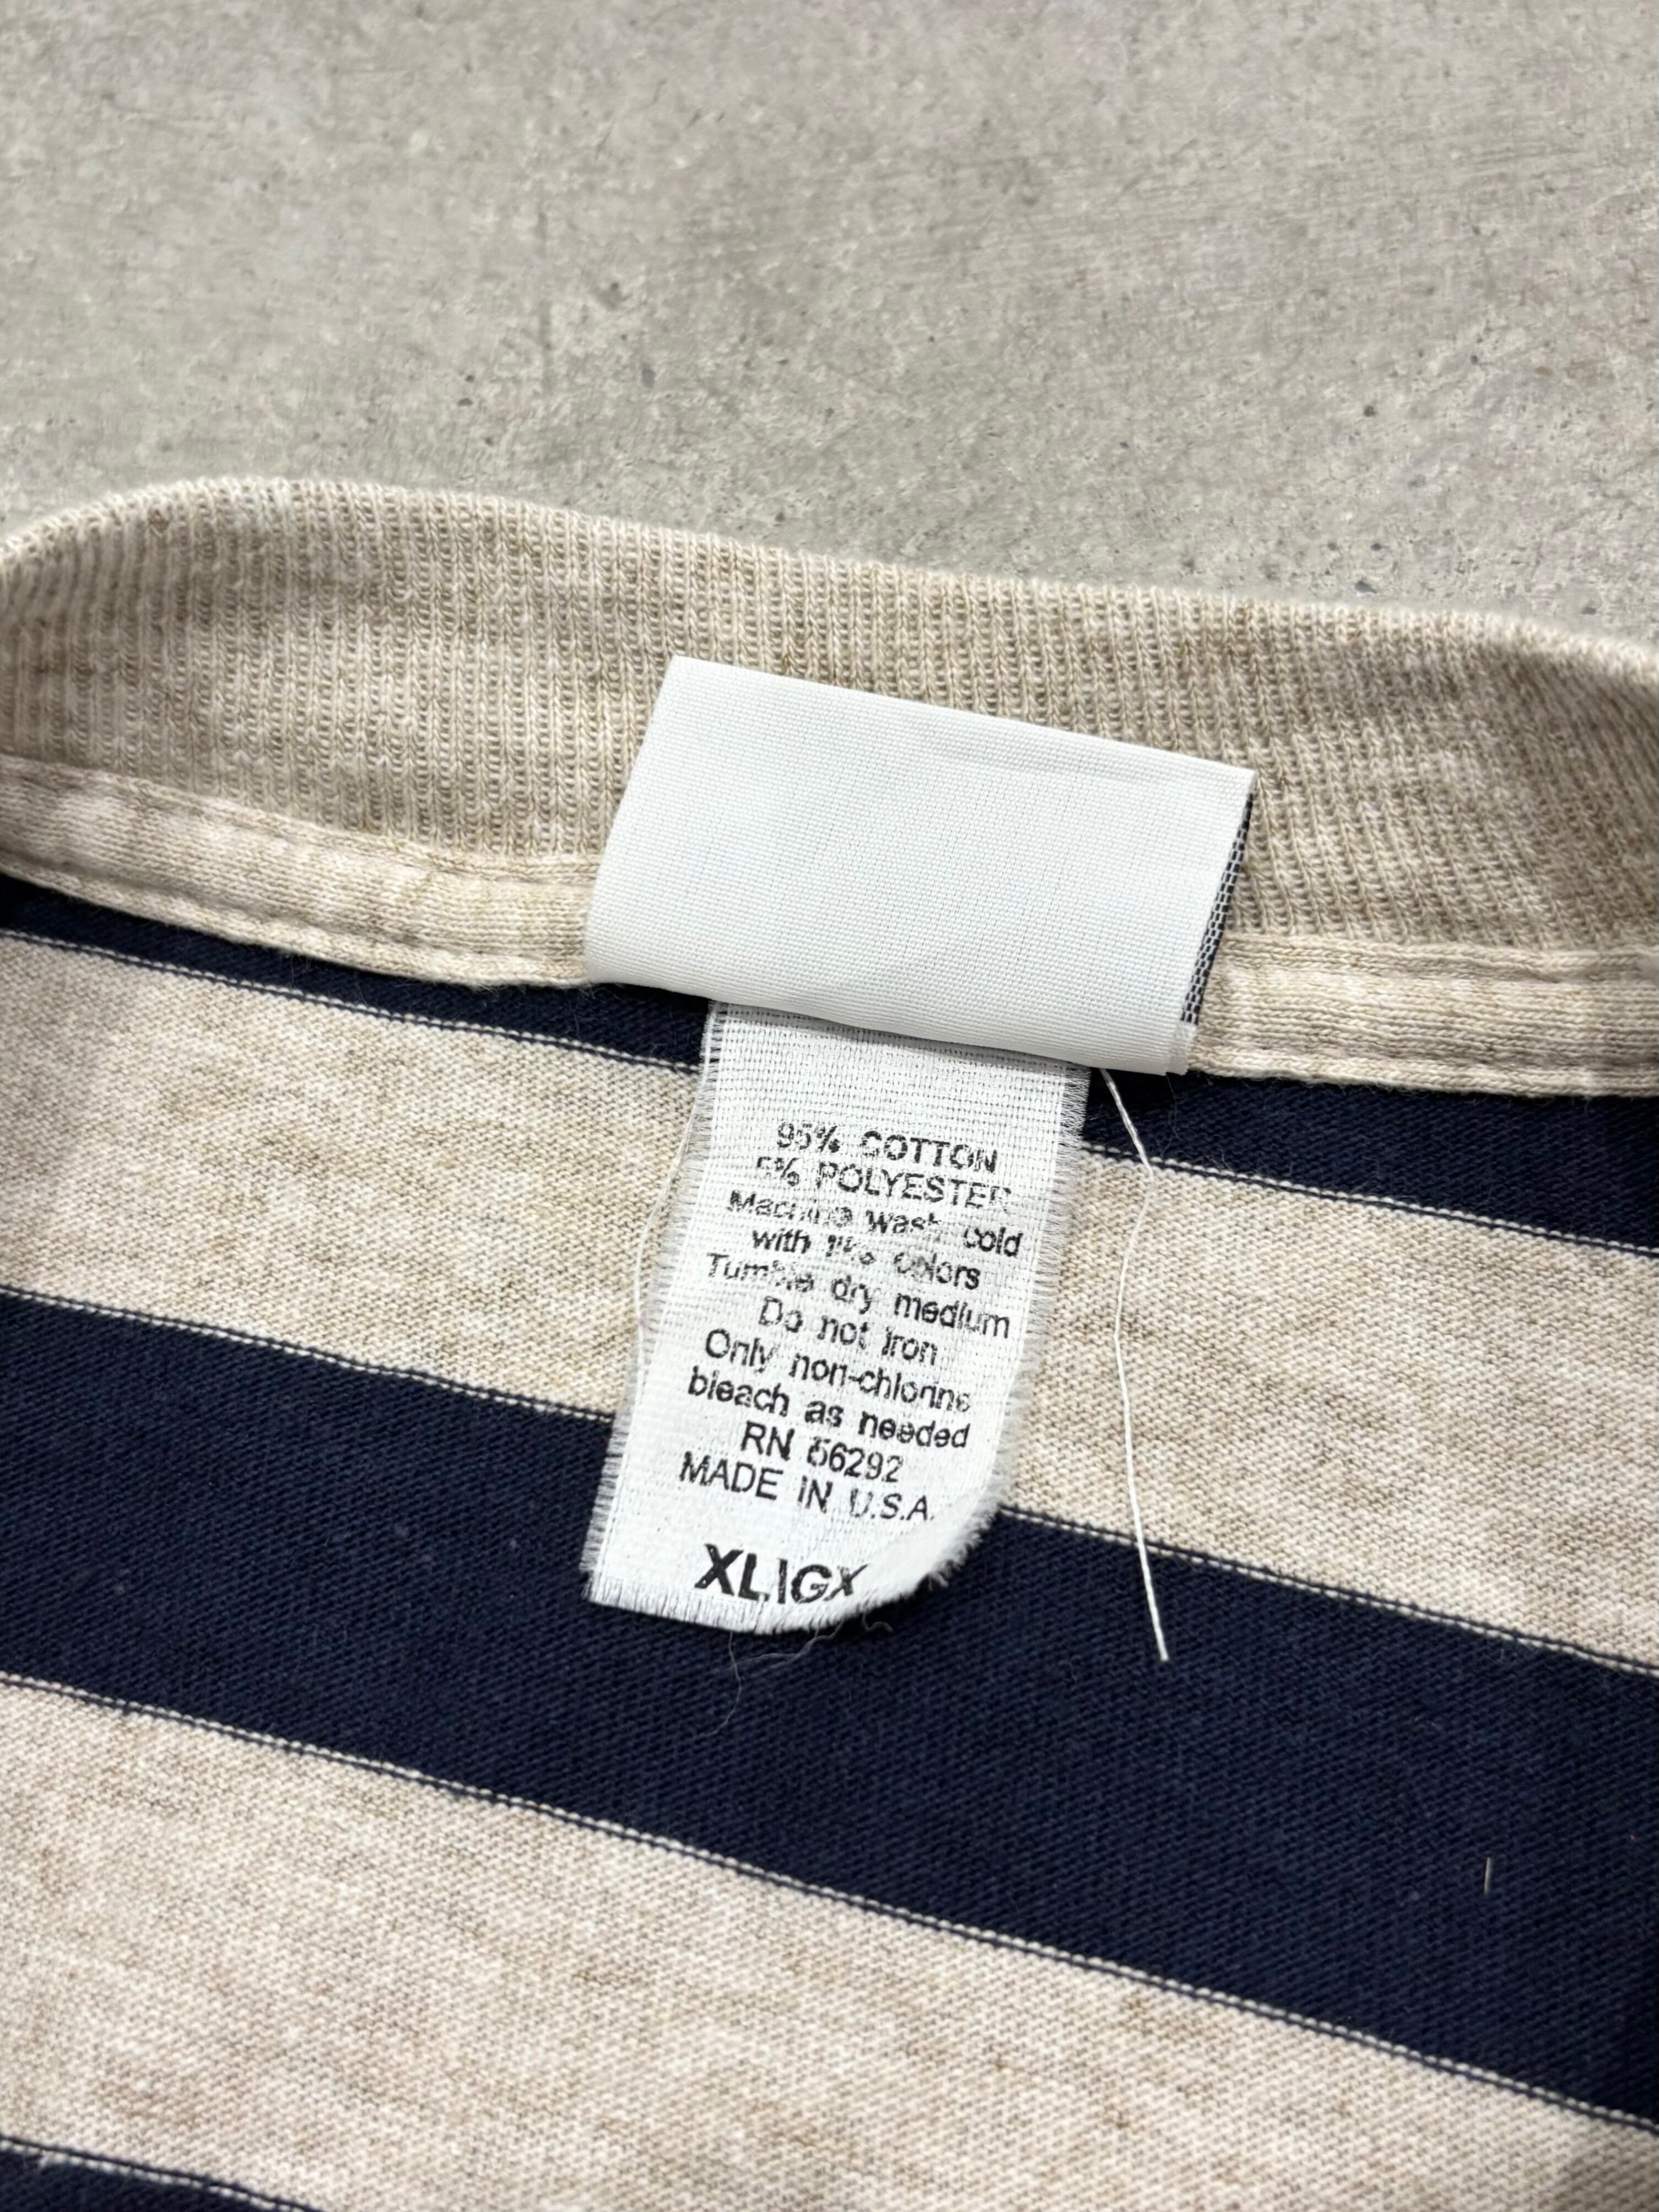 95% COTTON
5% POLYESTER
Machine wash cold
with like colors
Tumble dry medium
Do not iron
Only non-chlorine
bleach as needed
RN 56292
MADE IN U.S.A.
XL|GX